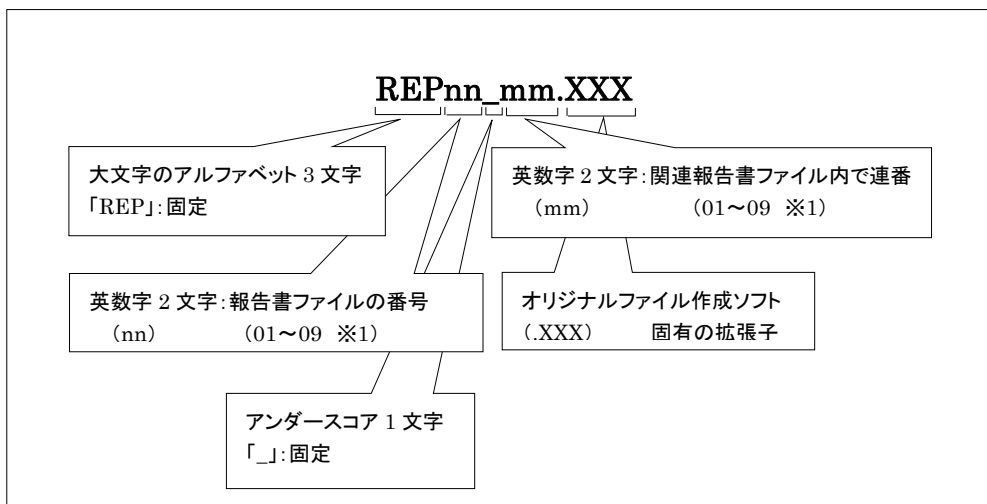 REPnn_mm.XXX
大文字のアルファベット 3 文字
「REP」:固定
英数字 2 文字:関連報告書ファイル内で連番
(mm) (01～09 ※1)
英数字 2 文字:報告書ファイルの番号
(nn) (01～09 ※1)
オリジナルファイル作成ソフト
(.XXX) 固有の拡張子
アンダースコア 1 文字
「_」:固定